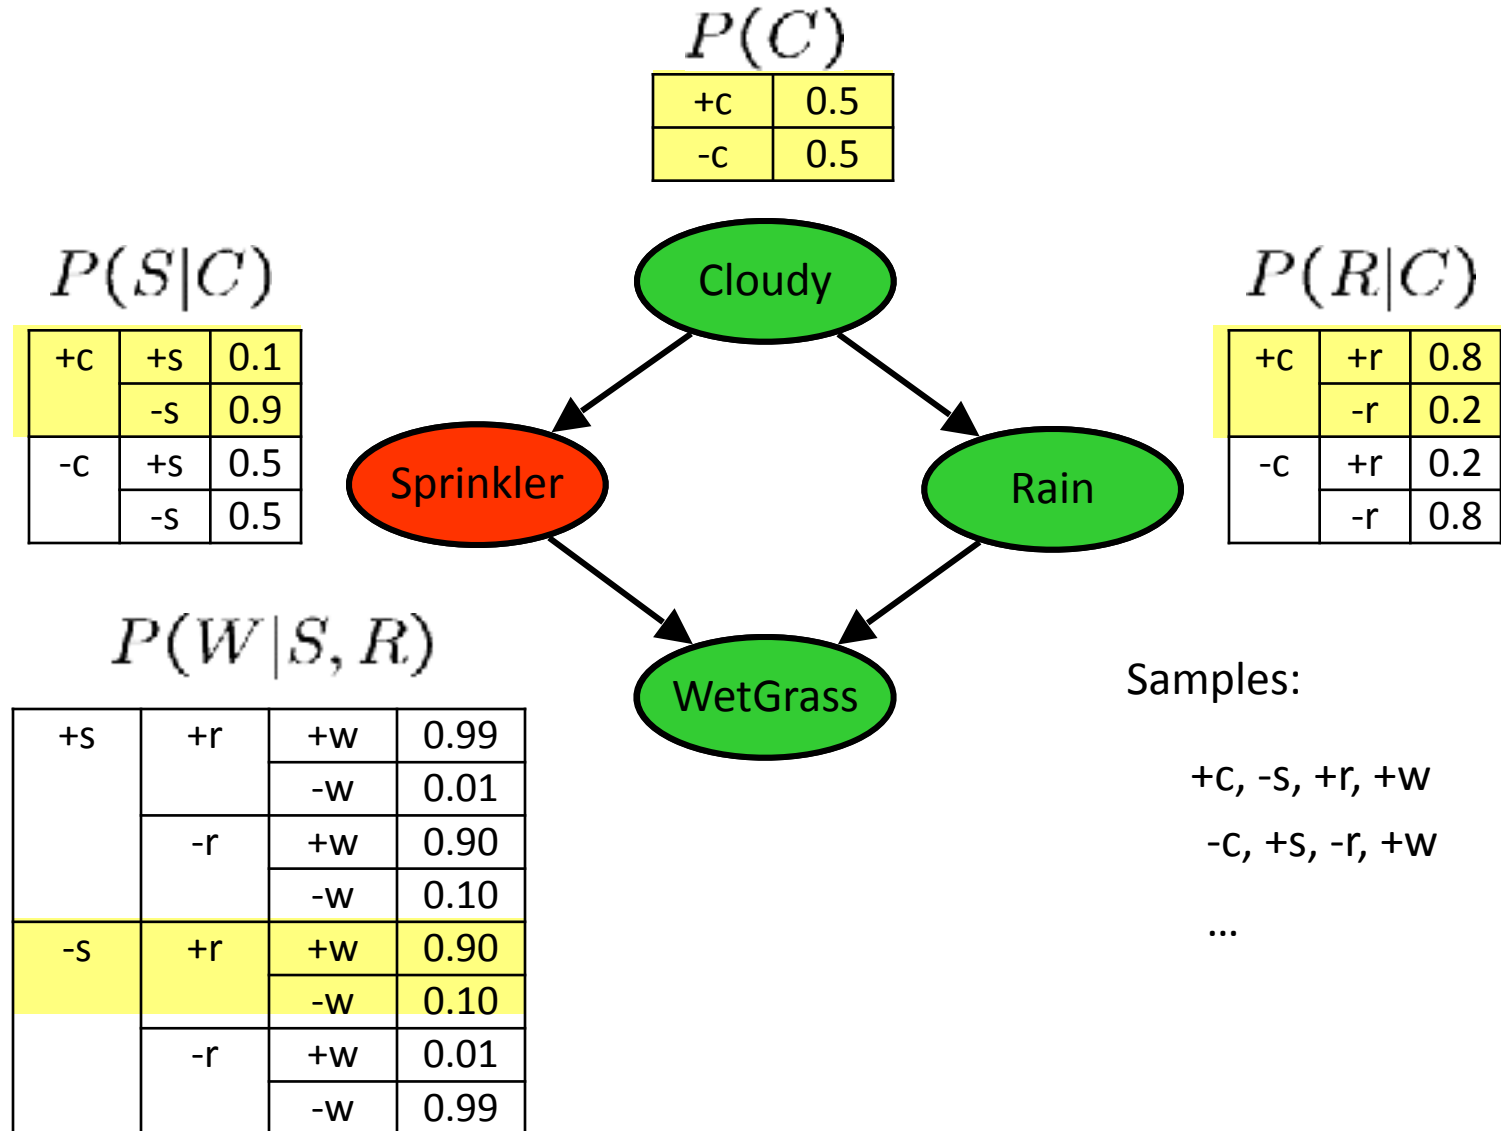 P(C)
+c 0.5
-c 0.5
P(S|C)
+c +s 0.1
-s 0.9
-c +s 0.5
-s 0.5
Cloudy
P(R|C)
+c +r 0.8
-r 0.2
-c +r 0.2
-r 0.8
Sprinkler
Rain
P(W|S, R)
+s +r +w 0.99
-w 0.01
-r +w 0.90
-w 0.10
-s +r +w 0.90
-w 0.10
-r +w 0.01
-w 0.99
WetGrass
Samples:
+c, -s, +r, +w
-c, +s, -r, +w
...